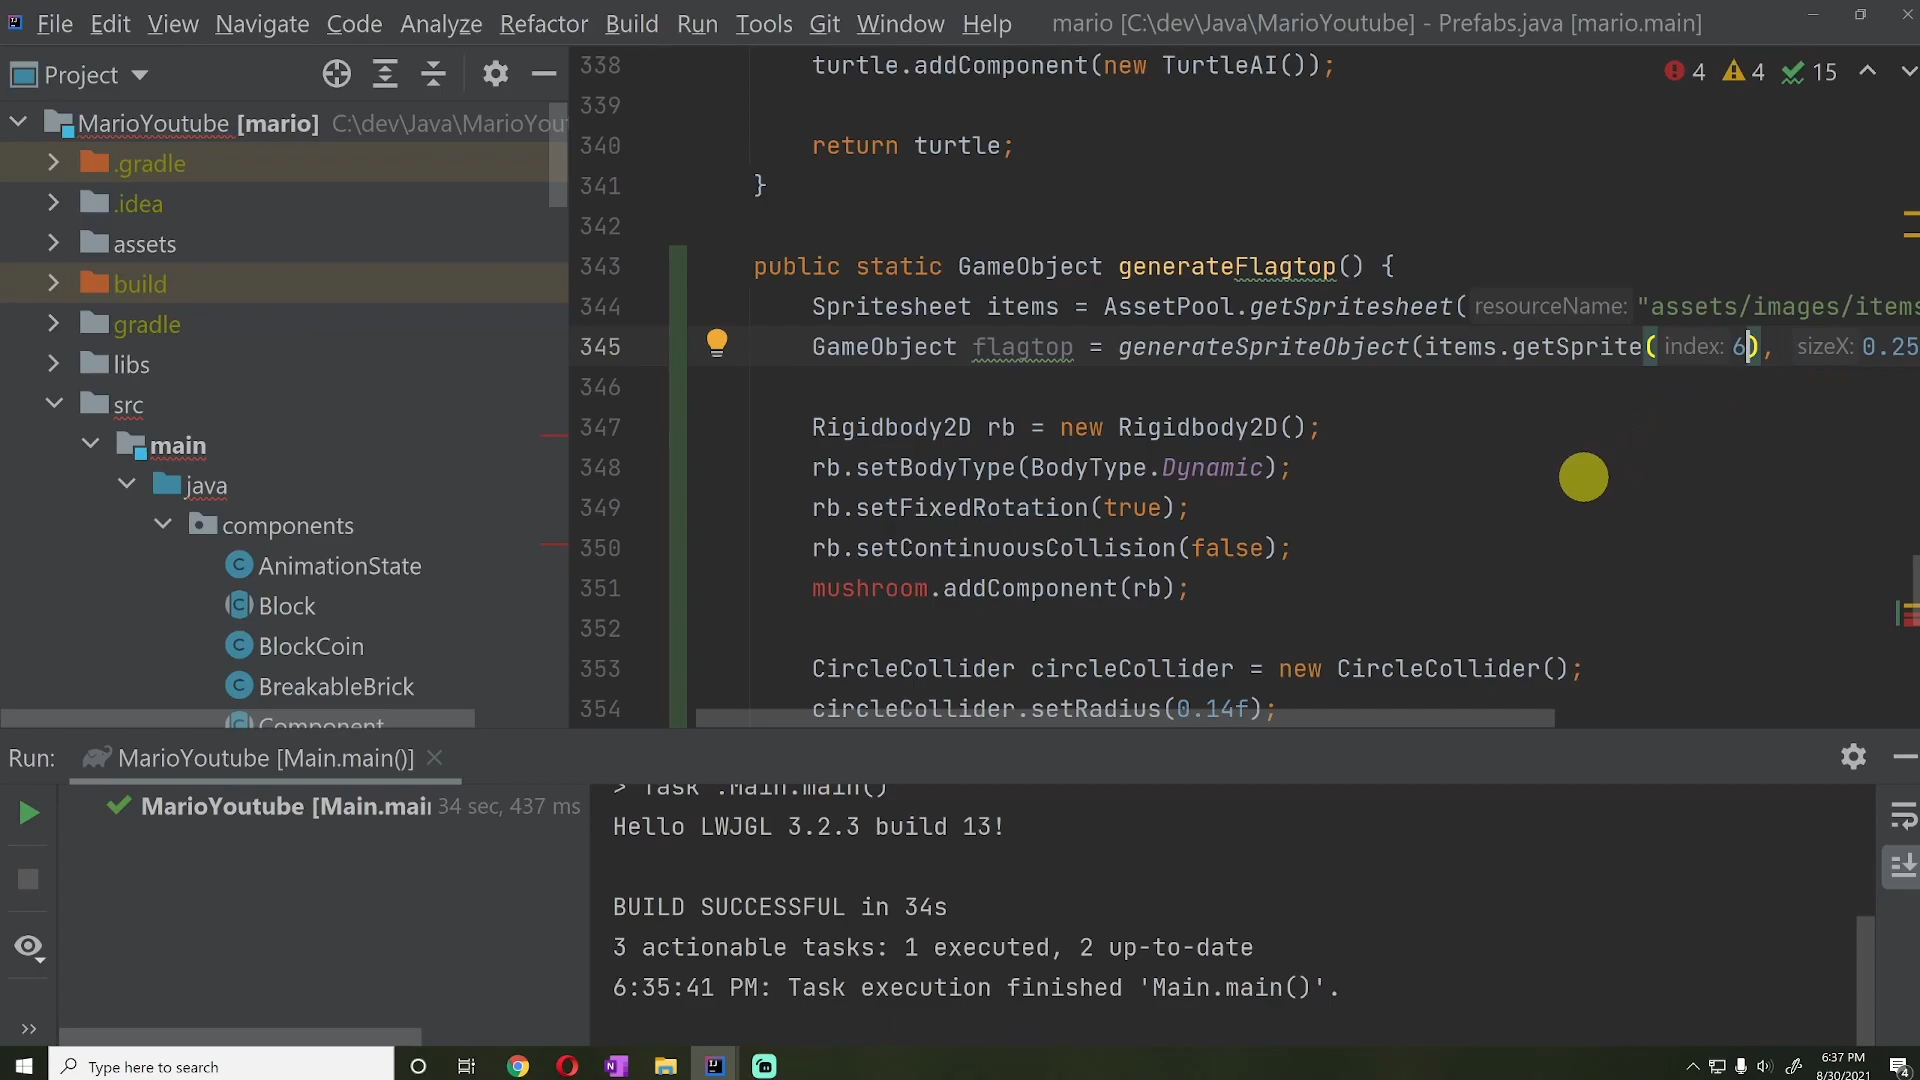 File Edit View Navigate Code Analyze Refactor Build Run Tools Git Window Help mario [C:\dev\Java\MarioYoutube] - Prefabs.java [mario.main]
Project
MarioYoutube [mario] C:\dev\Java\MarioYout
.gradle
.idea
assets
build
gradle
libs
src
main
java
components
AnimationState
Block
BlockCoin
BreakableBrick
Component
4 4 15
338 turtle.addComponent(new TurtleAI());
339
340 return turtle;
341 }
342
343 public static GameObject generateFlagtop() {
344 Spritesheet items = AssetPool.getSpritesheet( resourceName: "assets/images/items
345 GameObject flagtop = generateSpriteObject(items.getSprite( index: 6), sizeX: 0.25
346
347 Rigidbody2D rb = new Rigidbody2D();
348 rb.setBodyType(BodyType.Dynamic);
349 rb.setFixedRotation(true);
350 rb.setContinuousCollision(false);
351 mushroom.addComponent(rb);
352
353 CircleCollider circleCollider = new CircleCollider();
354 circleCollider.setRadius(0.14f);
Run: MarioYoutube [Main.main()]
MarioYoutube [Main.mai 34 sec, 437 ms
> Task :Main.main()
Hello LWJGL 3.2.3 build 13!
BUILD SUCCESSFUL in 34s
3 actionable tasks: 1 executed, 2 up-to-date
6:35:41 PM: Task execution finished 'Main.main()'.
Type here to search
6:37 PM
8/30/2021
4